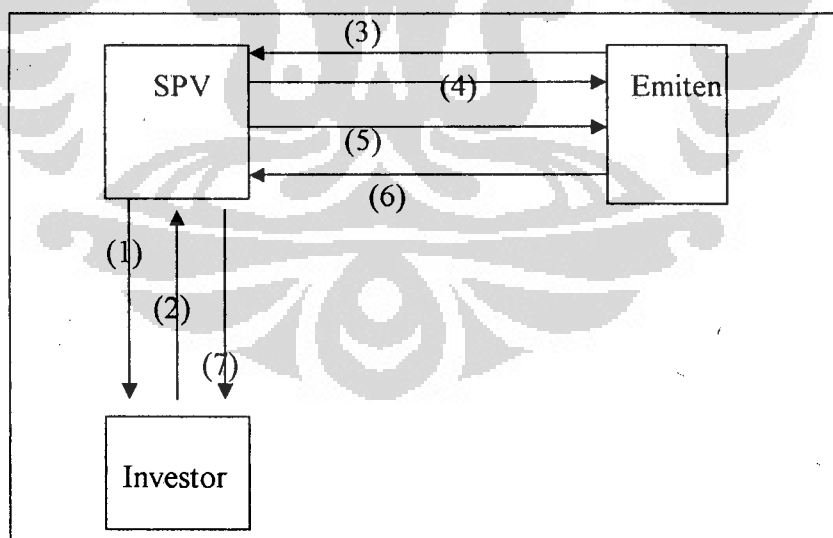 (3)
SPV
Emiten
(4)
(5)
(6)
(1)
(2)
(7)
Investor